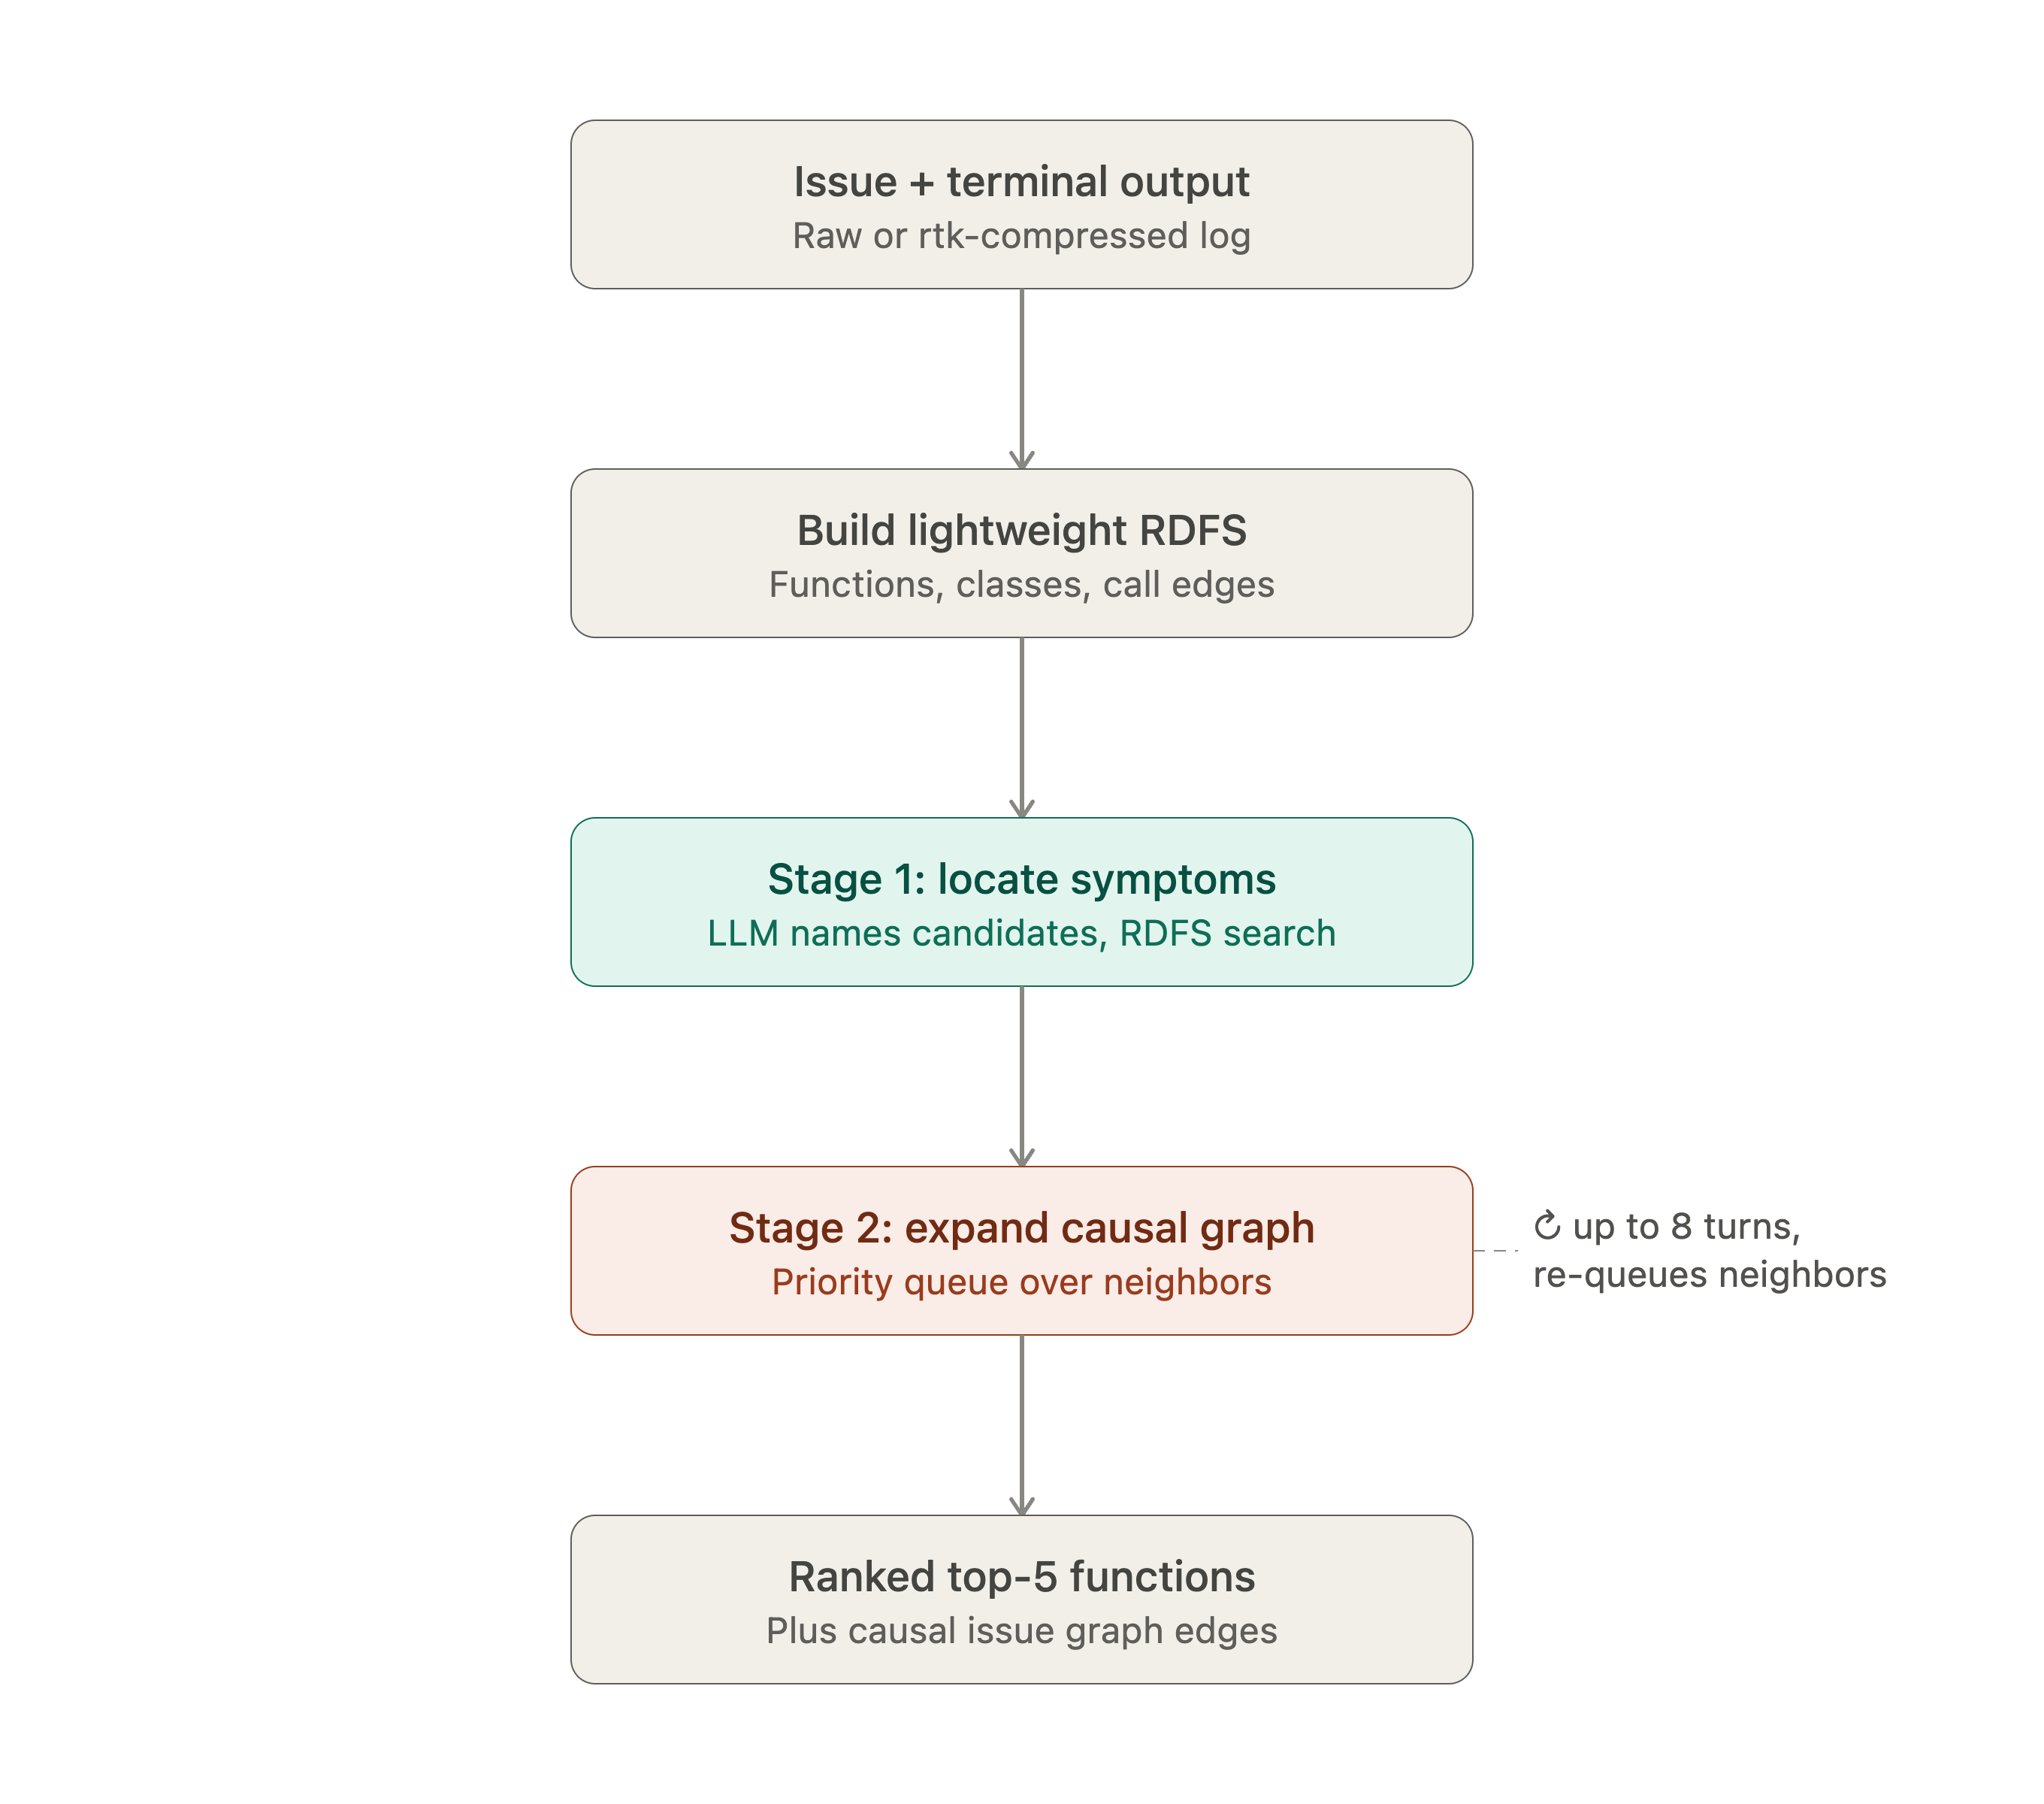 Issue + terminal output
Raw or rtk-compressed log
Build lightweight RDFS
Functions, classes, call edges
Stage 1: locate symptoms
LLM names candidates, RDFS search
Stage 2: expand causal graph
Priority queue over neighbors
↻ up to 8 turns,
re-queues neighbors
Ranked top-5 functions
Plus causal issue graph edges